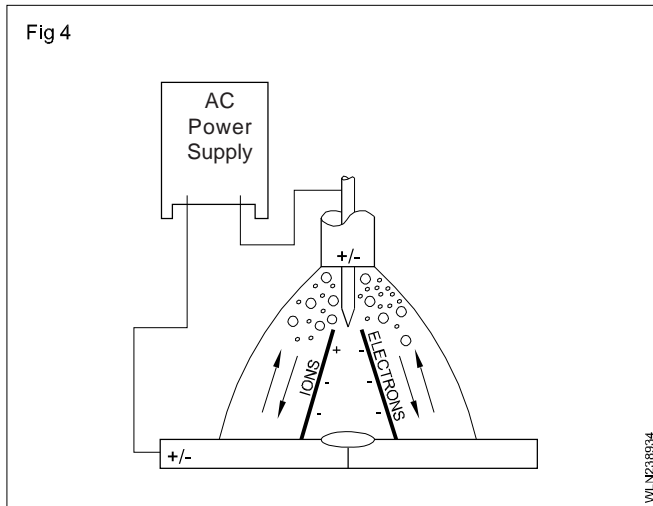 Fig 4
AC
Power
Supply
+/-
+
-
-
-
-
-
IONS
ELECTRONS
+/-
WLN238934